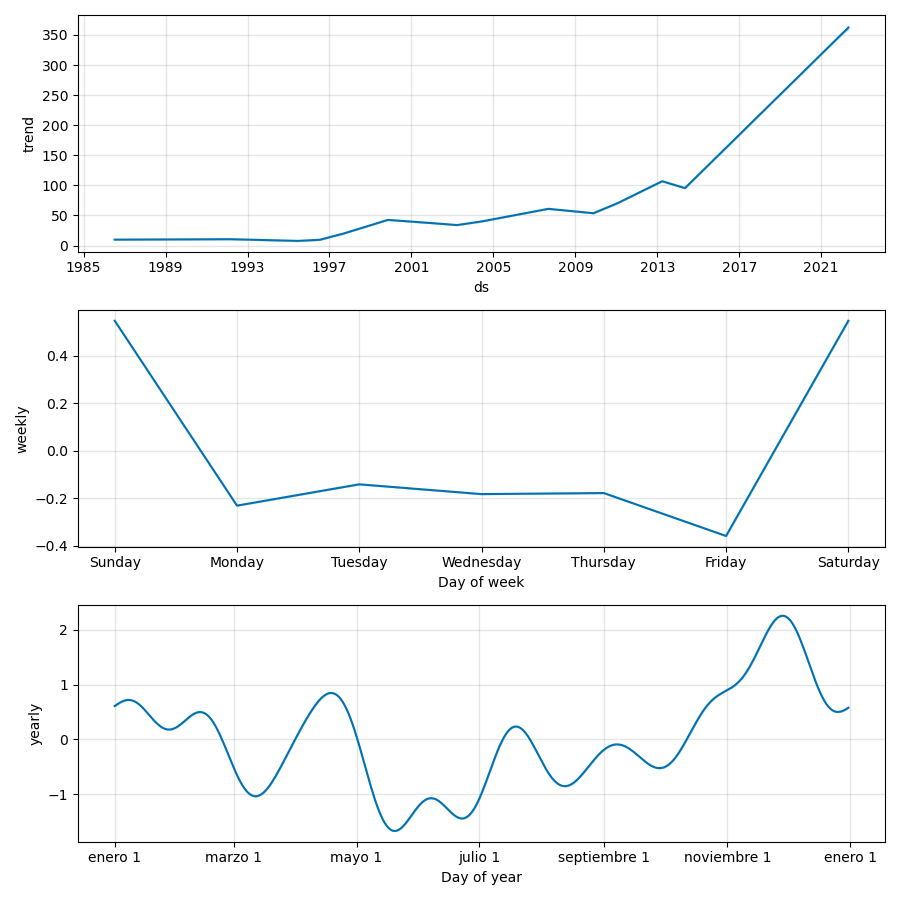 350
300
250
200
150
100
50
0
trend
1985 1989 1993 1997 2001 2005 2009 2013 2017 2021
ds
0.4
0.2
0.0
−0.2
−0.4
weekly
Sunday Monday Tuesday Wednesday Thursday Friday Saturday
Day of week
2
1
0
−1
yearly
enero 1 marzo 1 mayo 1 julio 1 septiembre 1 noviembre 1 enero 1
Day of year